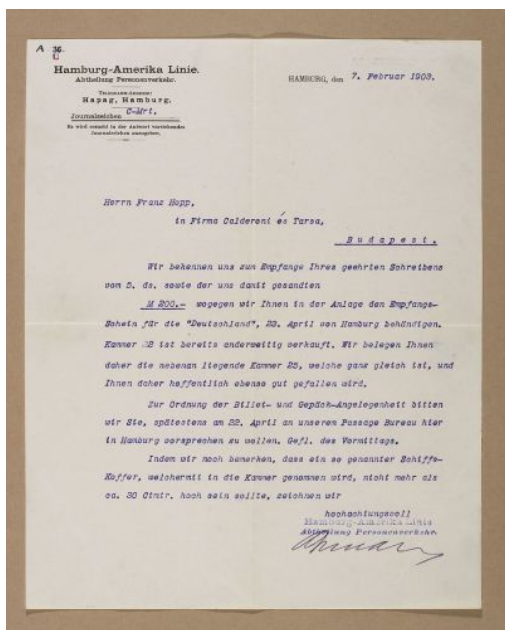 A 36.
Hamburg-Amerika Linie.
Abtheilung Personenverkehr.
HAMBURG, den 7. Februar 1903.
Telegramm-Adresse:
Hapag, Hamburg.
Journalzeichen C-Mrt.
Es wird ersucht in der Antwort vorstehendes
Journalzeichen anzugeben.
Herrn Franz Hopp,
in Firma Calderoni és Tarsa,
Budapest.
Wir bekennen uns zum Empfange Ihres geehrten Schreibens
vom 5. ds. sowie der uns damit gesandten
M 200.- wogegen wir Ihnen in der Anlage den Empfangs-
Schein für die "Deutschland", 23. April von Hamburg behändigen.
Kammer 22 ist bereits anderweitig verkauft. Wir belegen Ihnen
daher die nebenan liegende Kammer 25, welche ganz gleich ist, und
Ihnen daher hoffentlich ebenso gut gefallen wird.
Zur Ordnung der Billet- und Gepäck-Angelegenheit bitten
wir Sie, spätestens am 22. April an unserem Passage Bureau hier
in Hamburg vorsprechen zu wollen. Gefl. des Vormittags.
Indem wir noch bemerken, dass ein so genannter Schiffs-
Koffer, welcher mit in die Kammer genommen wird, nicht mehr als
ca. 30 Ctmtr. hoch sein sollte, zeichnen wir
hochachtungsvoll
Hamburg-Amerika Linie
Abtheilung Personenverkehr.